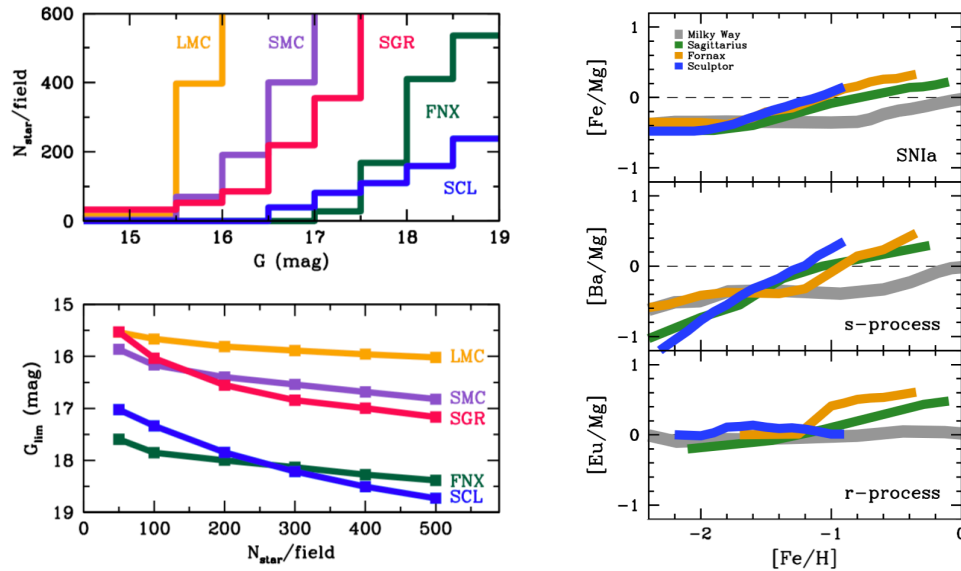 600
400
200
0
N_star/field
LMC
SMC
SGR
FNX
SCL
15
16
17
18
19
G (mag)
15
16
17
18
19
G_lim (mag)
LMC
SMC
SGR
FNX
SCL
0
100
200
300
400
500
N_star/field
Milky Way
Sagittarius
Fornax
Sculptor
1
0
-1
[Fe/Mg]
SNIa
1
0
-1
[Ba/Mg]
s-process
1
0
-1
[Eu/Mg]
r-process
-2
-1
0
[Fe/H]